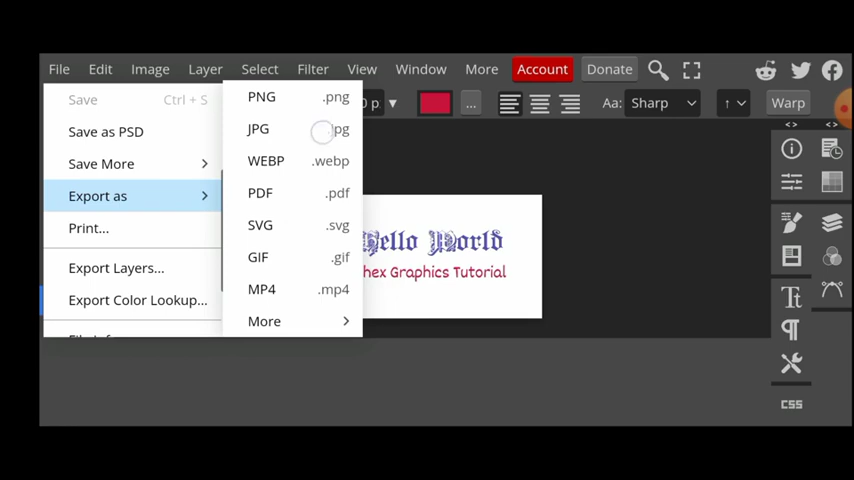 File Edit Image Layer Select Filter View Window More Account Donate
Save Ctrl + S
Save as PSD
Save More
Export as
Print...
Export Layers...
Export Color Lookup...
PNG .png
JPG
WEBP .webp
PDF .pdf
SVG .svg
GIF .gif
MP4 .mp4
More
... Aa: Sharp Warp
Hello World
hex Graphics Tutorial
Tt
CSS